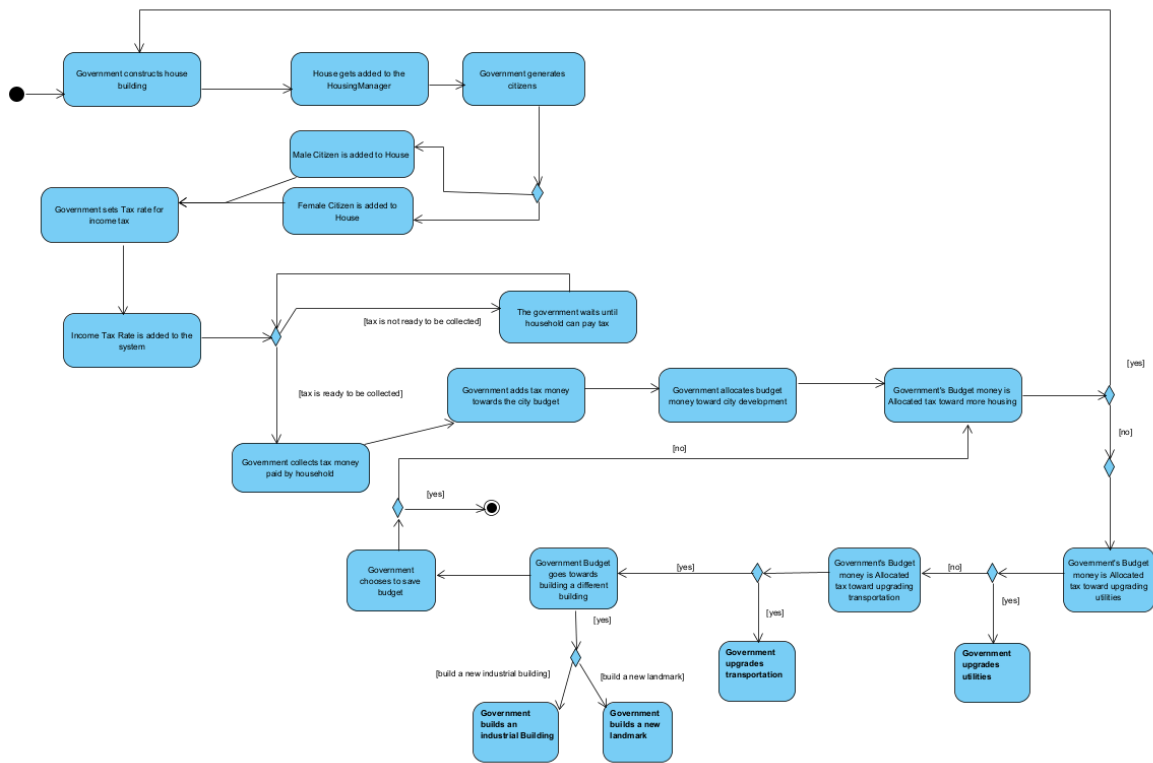 Government constructs house
building
House gets added to the
HousingManager
Government generates
citizens
Male Citizen is added to House
Female Citizen is added to
House
Government sets Tax rate for
income tax
Income Tax Rate is added to the
system
[tax is not ready to be collected]
The government waits until
household can pay tax
[tax is ready to be collected]
Government collects tax money
paid by household
Government adds tax money
towards the city budget
Government allocates budget
money toward city development
Government's Budget money is
Allocated tax toward more housing
[yes]
[no]
[no]
[yes]
Government
chooses to save
budget
Government Budget
goes towards
building a different
building
[yes]
[yes]
Government's Budget
money is Allocated
tax toward upgrading
transportation
[no]
[yes]
Government's Budget
money is Allocated
tax toward upgrading
utilities
[yes]
Government
upgrades
transportation
Government
upgrades
utilities
[build a new industrial building]
[build a new landmark]
Government
builds an
industrial Building
Government
builds a new
landmark